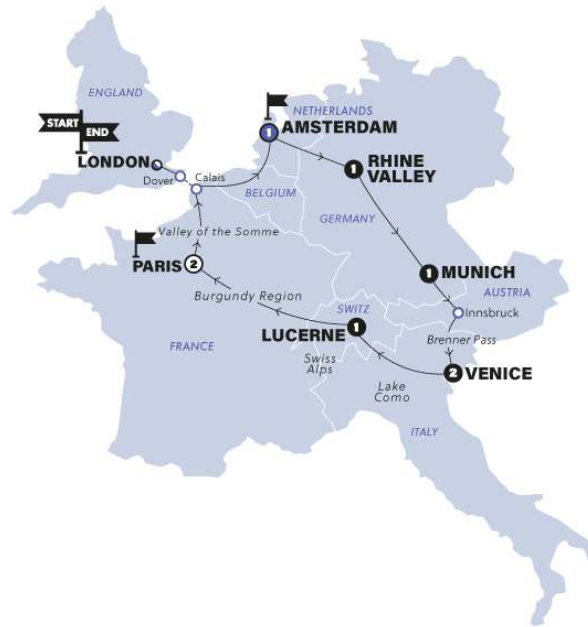 ENGLAND
START
END
LONDON
Dover
Calais
NETHERLANDS
1
AMSTERDAM
1
RHINE
VALLEY
BELGIUM
GERMANY
Valley of the Somme
PARIS
2
1
MUNICH
AUSTRIA
Innsbruck
Burgundy Region
SWITZ
LUCERNE
1
Brenner Pass
FRANCE
Swiss
Alps
2
VENICE
Lake
Como
ITALY